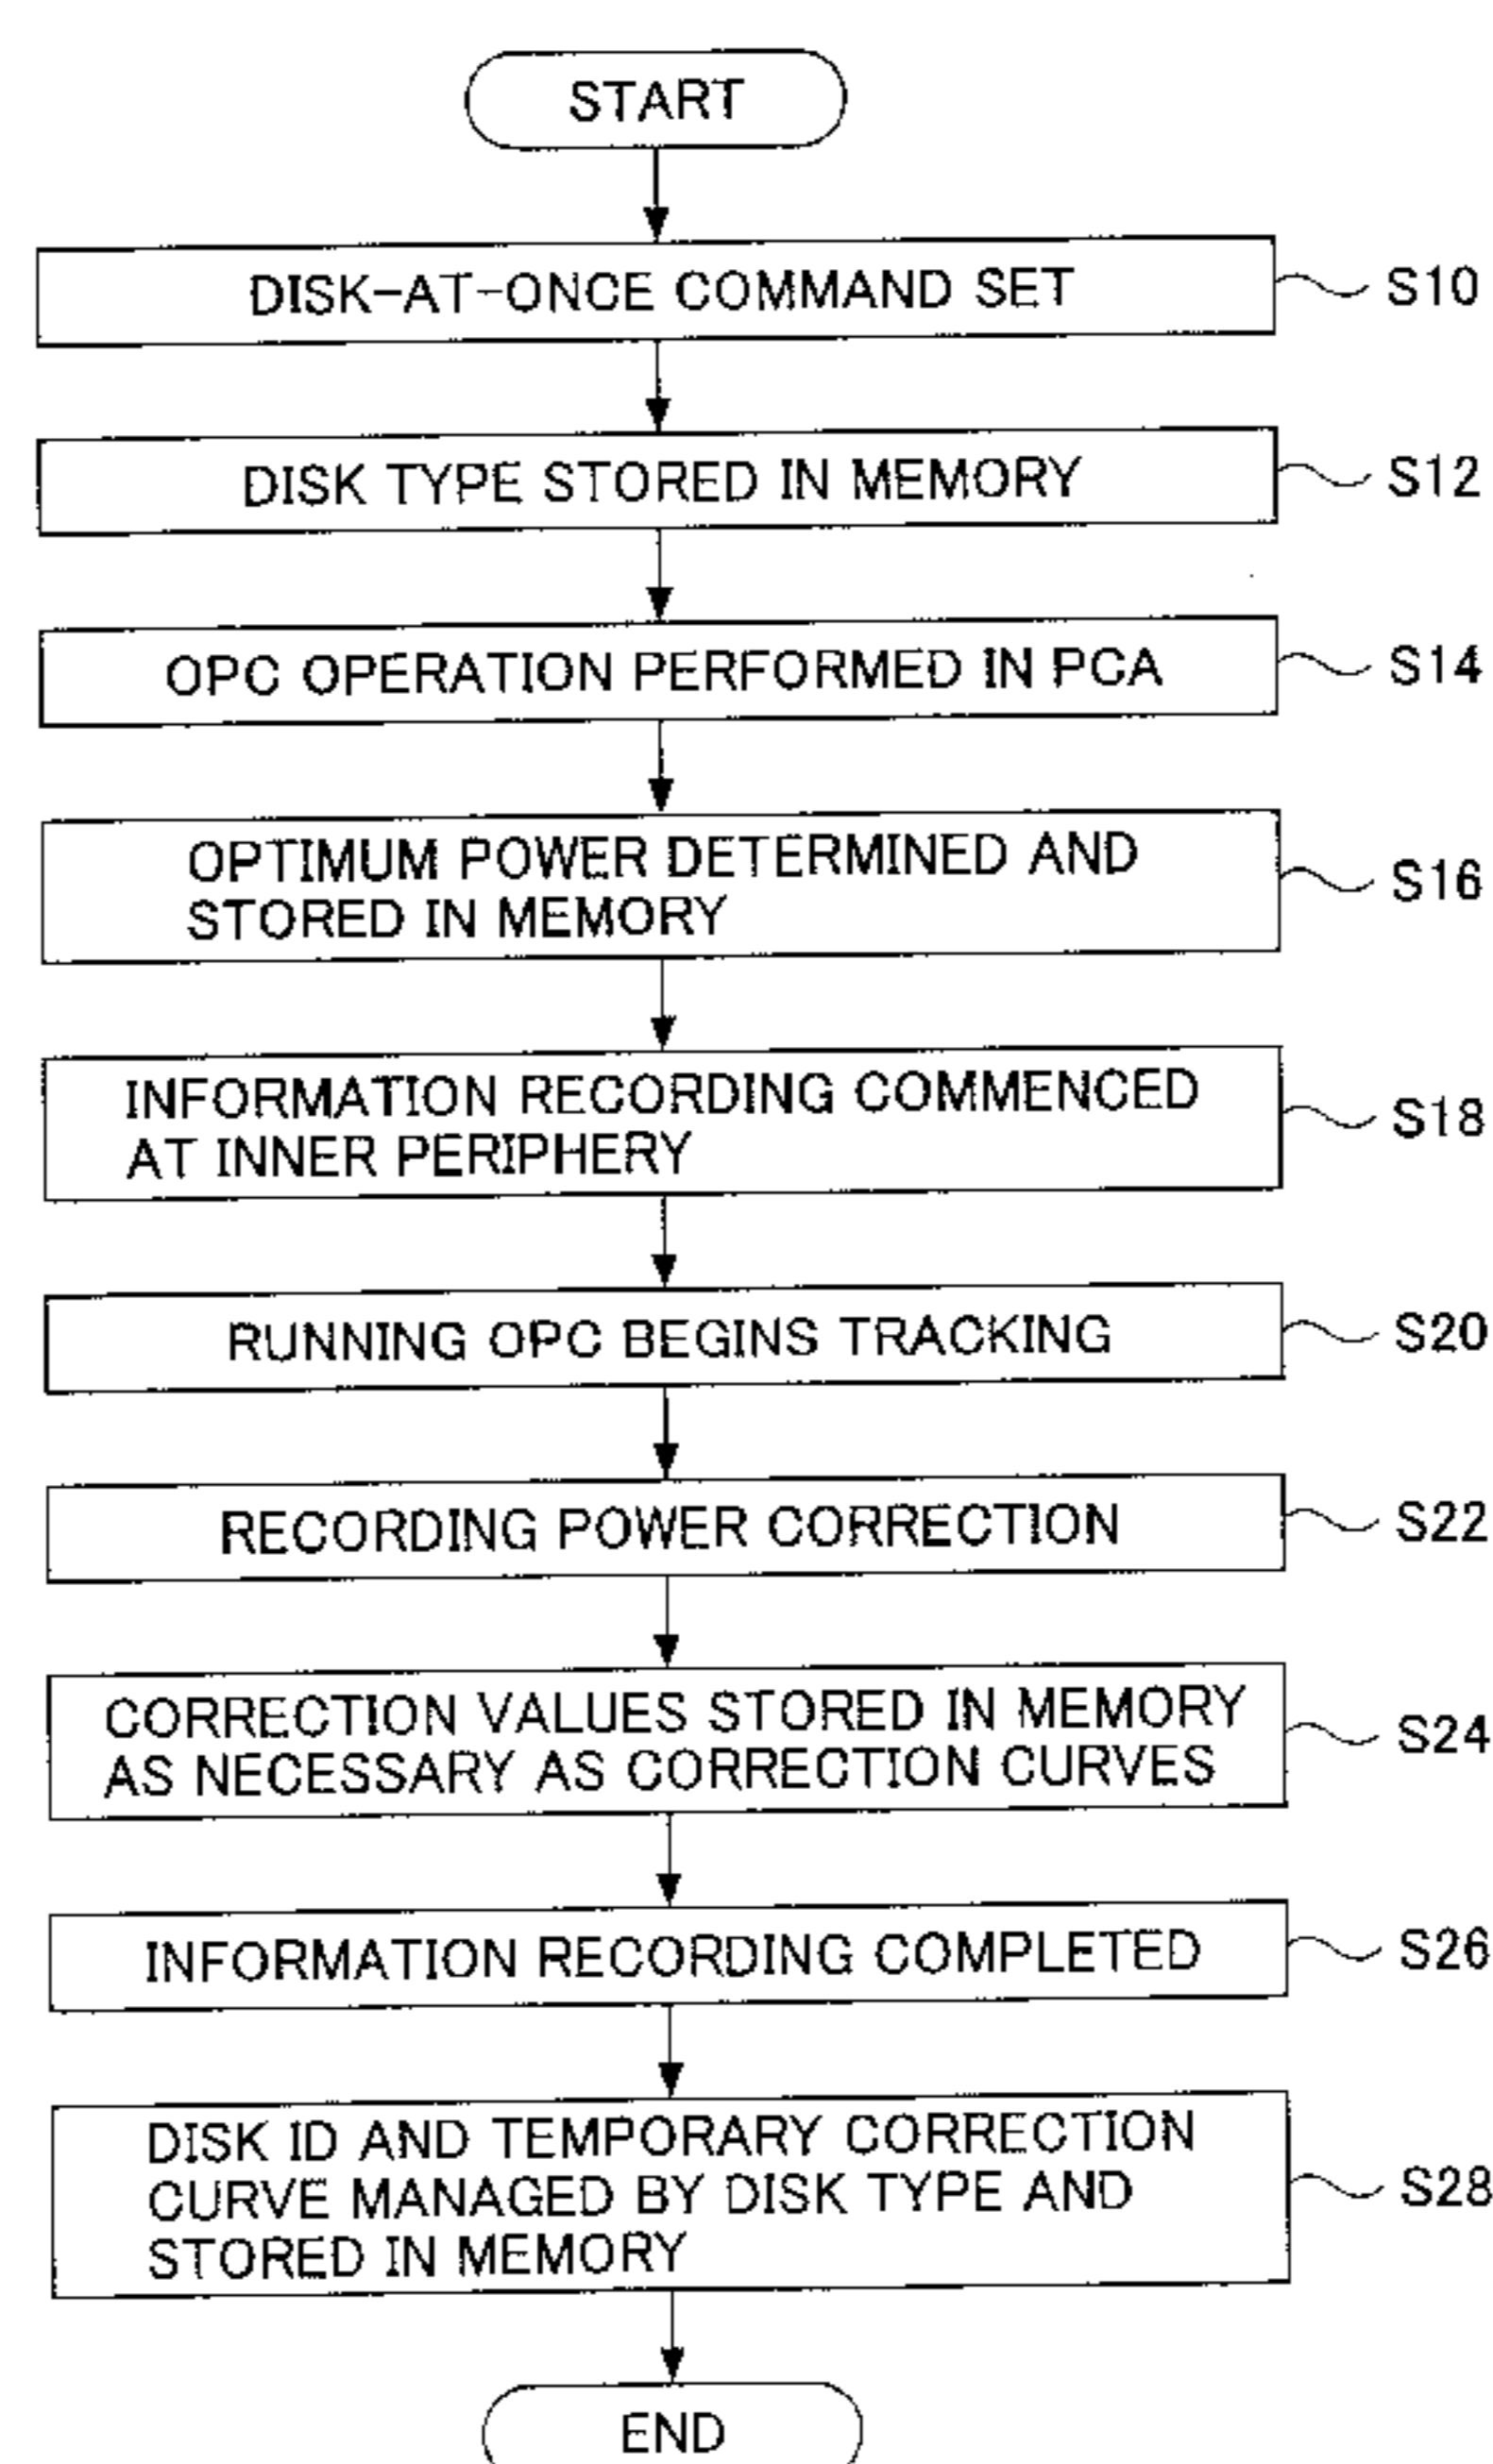 START
DISK-AT-ONCE COMMAND SET
S10
DISK TYPE STORED IN MEMORY
S12
OPC OPERATION PERFORMED IN PCA
S14
OPTIMUM POWER DETERMINED AND
STORED IN MEMORY
S16
INFORMATION RECORDING COMMENCED
AT INNER PERIPHERY
S18
RUNNING OPC BEGINS TRACKING
S20
RECORDING POWER CORRECTION
S22
CORRECTION VALUES STORED IN MEMORY
AS NECESSARY AS CORRECTION CURVES
S24
INFORMATION RECORDING COMPLETED
S26
DISK ID AND TEMPORARY CORRECTION
CURVE MANAGED BY DISK TYPE AND
STORED IN MEMORY
S28
END